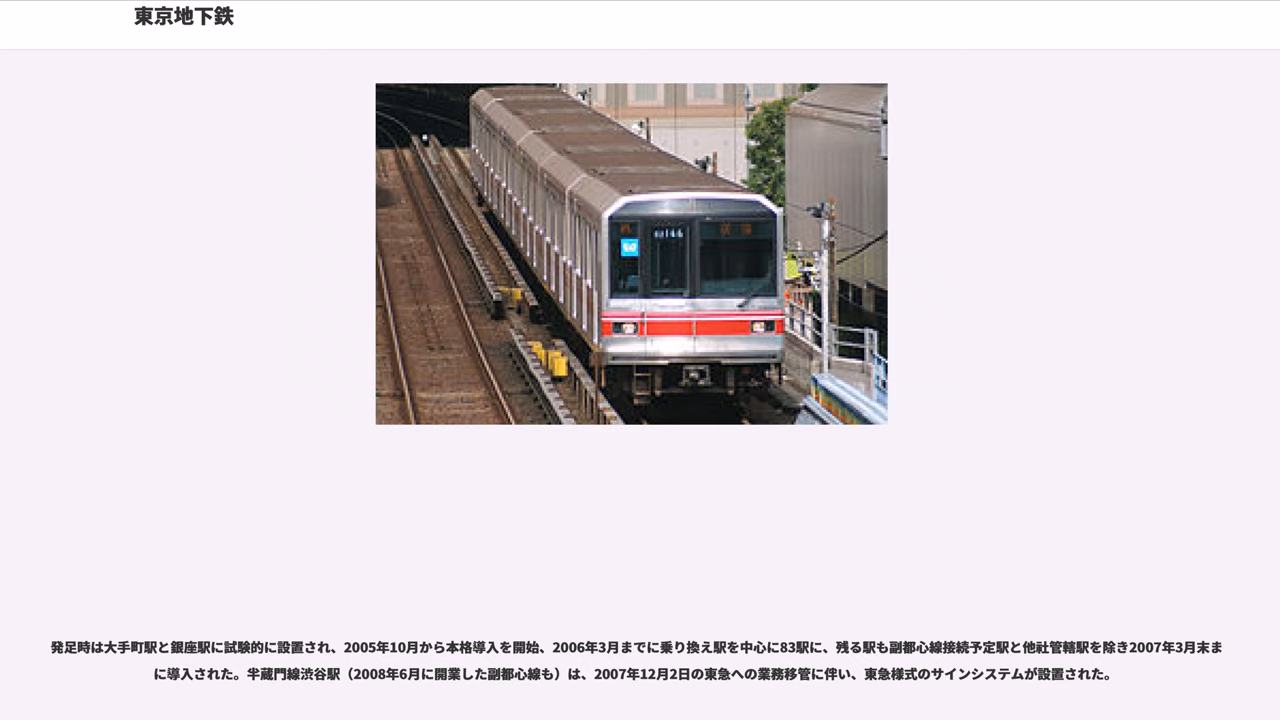 東京地下鉄
発足時は大手町駅と銀座駅に試験的に設置され、2005年10月から本格導入を開始、2006年3月までに乗り換え駅を中心に83駅に、残る駅も副都心線接続予定駅と他社管轄駅を除き2007年3月末ま
に導入された。半蔵門線渋谷駅（2008年6月に開業した副都心線も）は、2007年12月2日の東急への業務移管に伴い、東急様式のサインシステムが設置された。